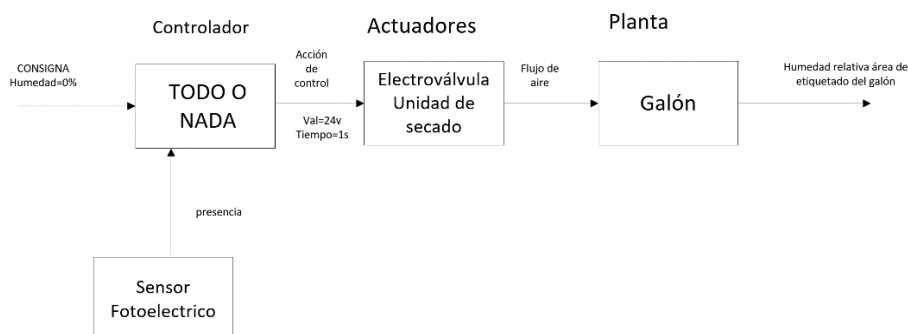 Controlador
Actuadores
Planta
CONSIGNA
Humedad=0%
TODO O
NADA
Acción
de
control
Val=24v
Tiempo=1s
Electroválvula
Unidad de
secado
Flujo de
aire
Galón
Humedad relativa área de
etiquetado del galón
presencia
Sensor
Fotoelectrico